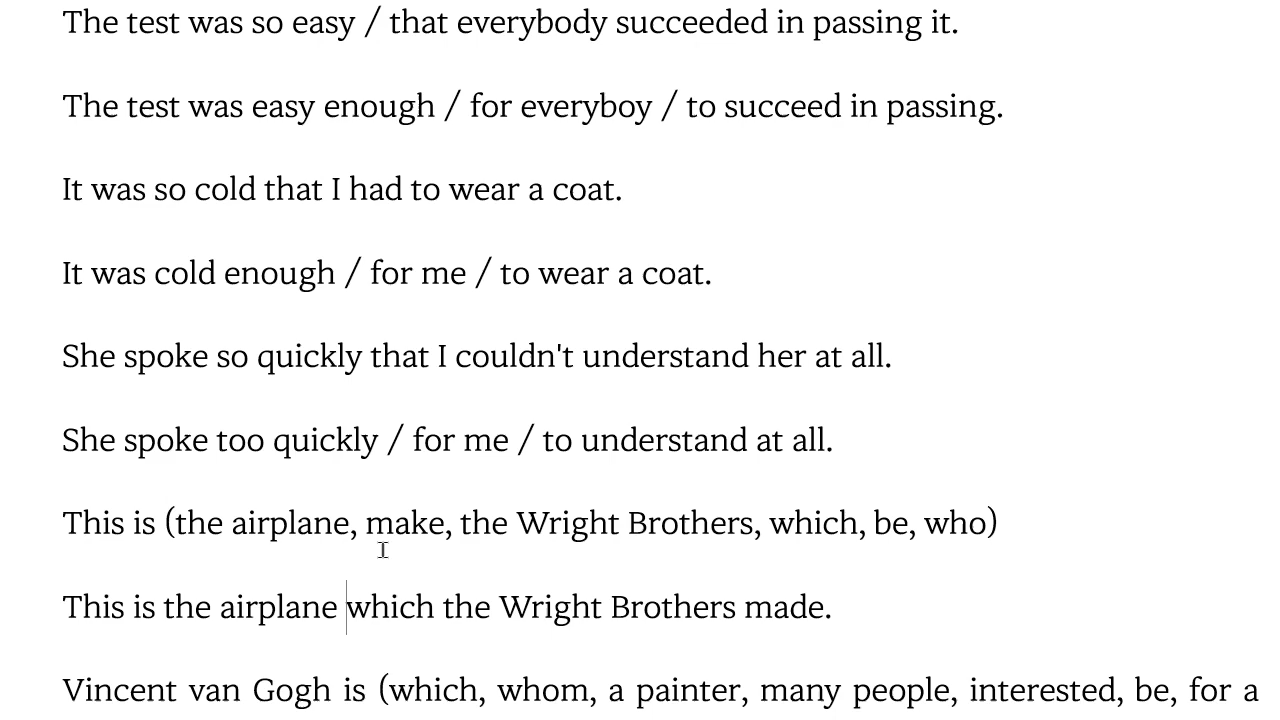 The test was so easy / that everybody succeeded in passing it.
The test was easy enough / for everyboy / to succeed in passing.
It was so cold that I had to wear a coat.
It was cold enough / for me / to wear a coat.
She spoke so quickly that I couldn't understand her at all.
She spoke too quickly / for me / to understand at all.
This is (the airplane, make, the Wright Brothers, which, be, who)
This is the airplane which the Wright Brothers made.
Vincent van Gogh is (which, whom, a painter, many people, interested, be, for a